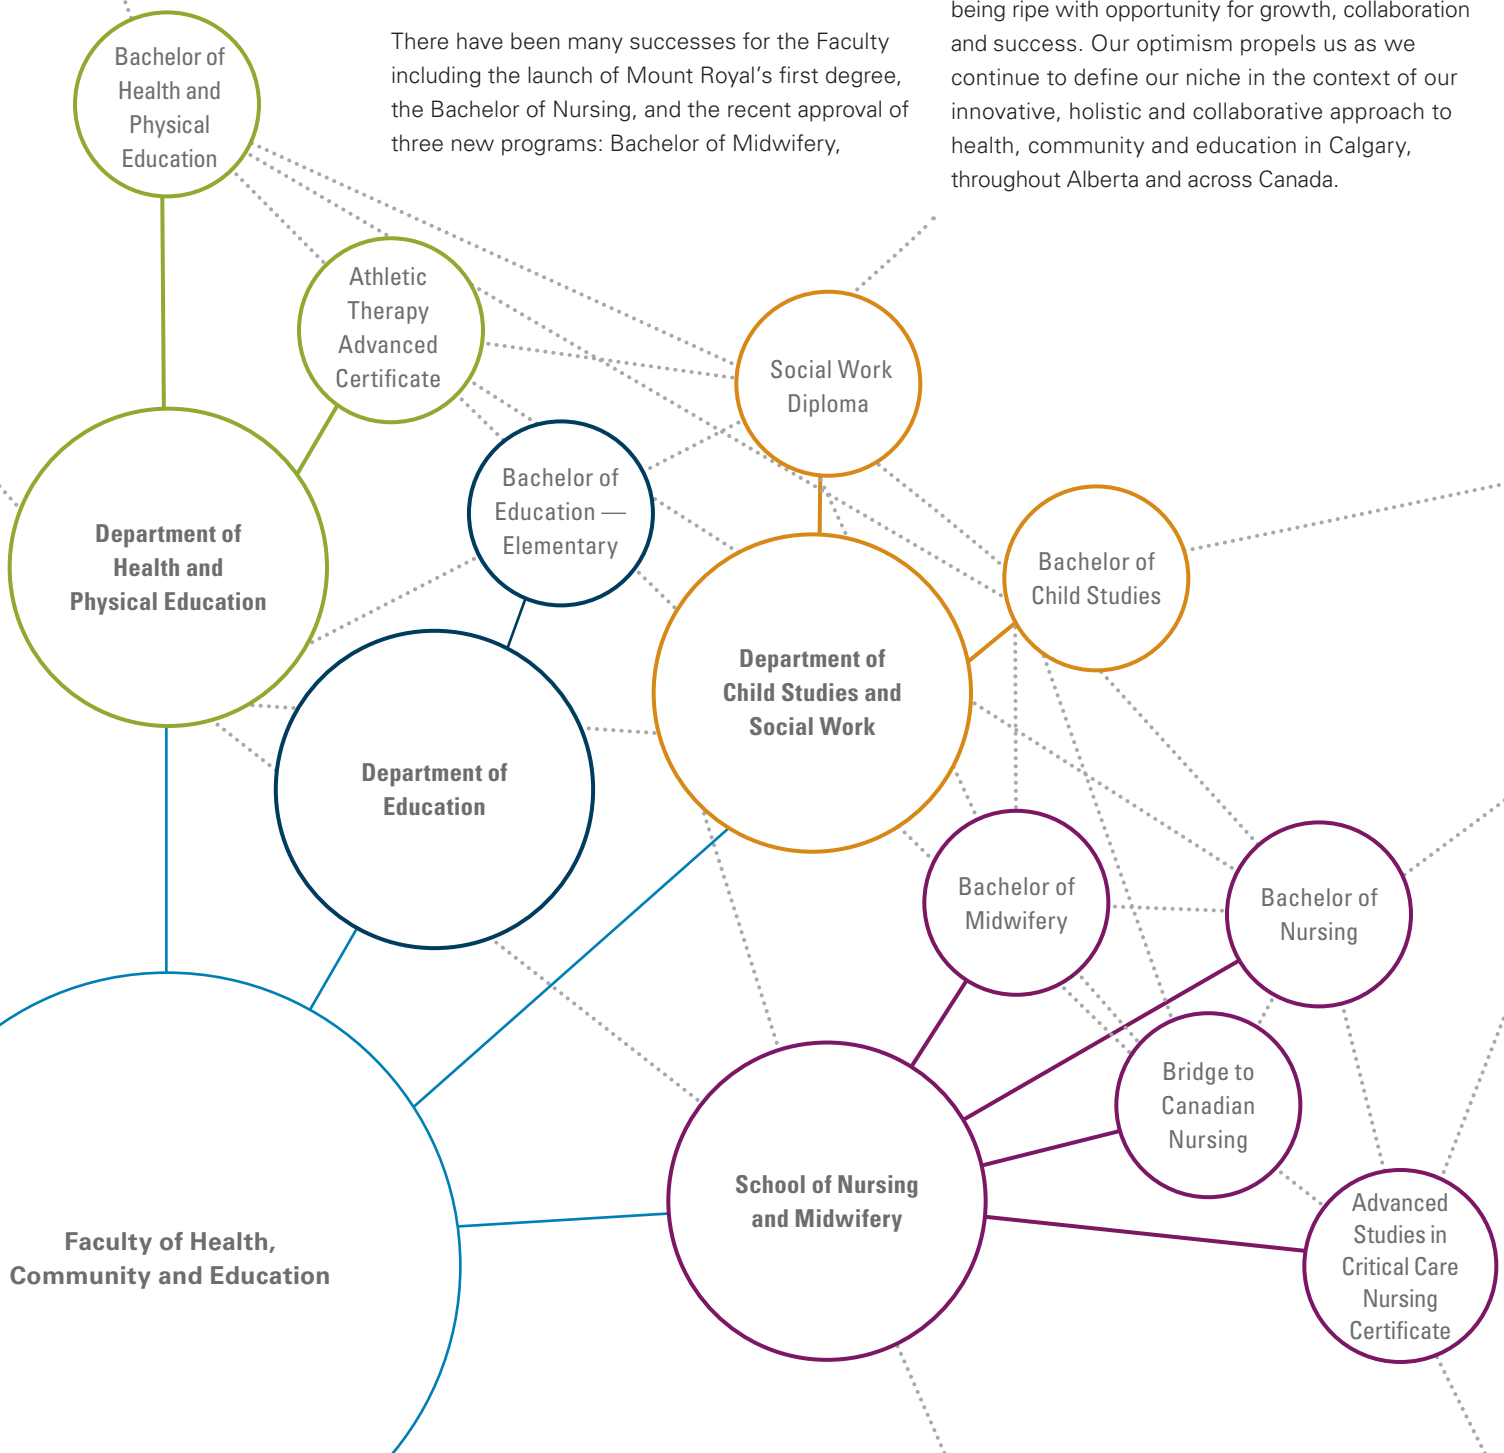 There have been many successes for the Faculty
including the launch of Mount Royal's first degree,
the Bachelor of Nursing, and the recent approval of
three new programs: Bachelor of Midwifery,
being ripe with opportunity for growth, collaboration
and success. Our optimism propels us as we
continue to define our niche in the context of our
innovative, holistic and collaborative approach to
health, community and education in Calgary,
throughout Alberta and across Canada.
Bachelor of
Health and
Physical
Education
Athletic
Therapy
Advanced
Certificate
Social Work
Diploma
Bachelor of
Education —
Elementary
Department of
Health and
Physical Education
Bachelor of
Child Studies
Department of
Child Studies and
Social Work
Department of
Education
Bachelor of
Midwifery
Bachelor of
Nursing
Bridge to
Canadian
Nursing
School of Nursing
and Midwifery
Advanced
Studies in
Critical Care
Nursing
Certificate
Faculty of Health,
Community and Education